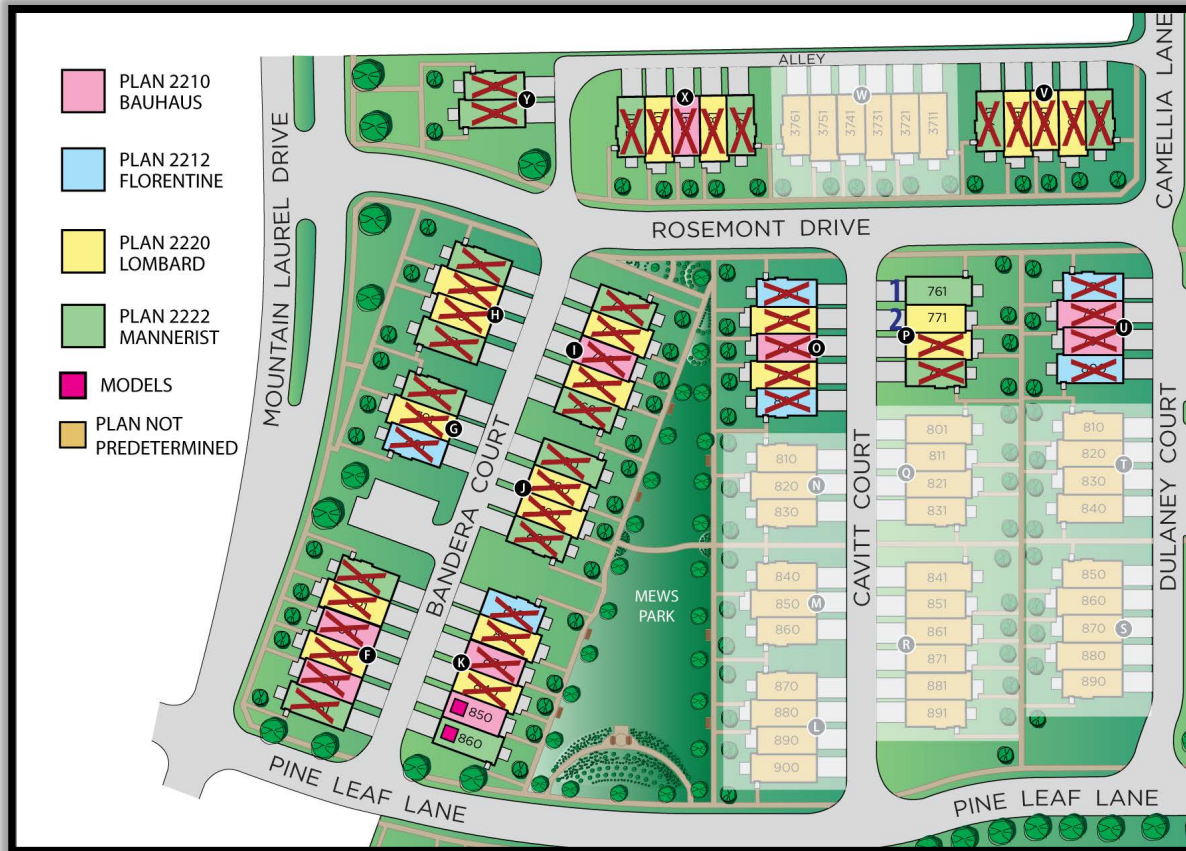 PLAN 2210
BAUHAUS
PLAN 2212
FLORENTINE
PLAN 2220
LOMBARD
PLAN 2222
MANNERIST
MODELS
PLAN NOT
PREDETERMINED
MOUNTAIN LAUREL DRIVE
ALLEY
CAMELLIA LANE
Y
X
W
V
3761
3751
3741
3731
3721
3711
ROSEMONT DRIVE
H
I
G
J
F
K
850
860
BANDERA COURT
MEWS
PARK
O
810
820
N
830
840
850
M
860
870
880
L
890
900
CAVITT COURT
1
761
2
771
P
U
801
811
Q
821
831
841
851
861
R
871
881
891
810
820
T
830
840
850
860
870
S
880
890
DULANEY COURT
PINE LEAF LANE
PINE LEAF LANE